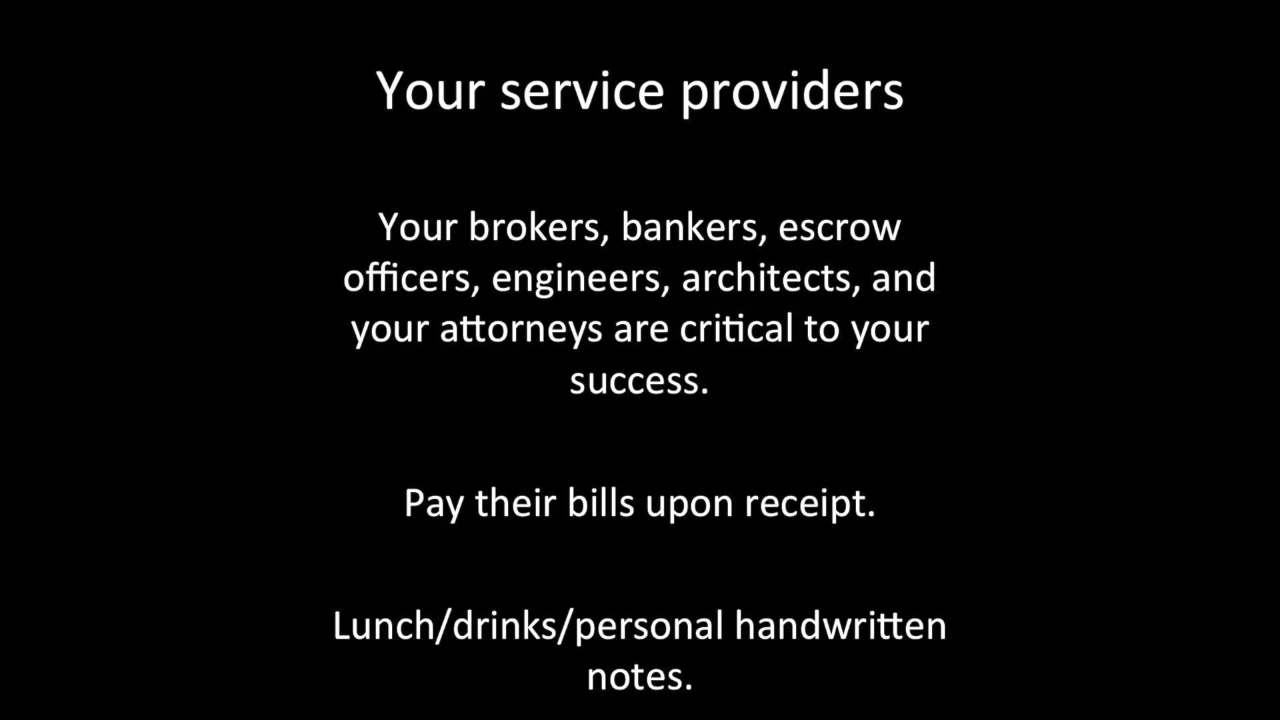 Your service providers
Your brokers, bankers, escrow
officers, engineers, architects, and
your attorneys are critical to your
success.
Pay their bills upon receipt.
Lunch/drinks/personal handwritten
notes.